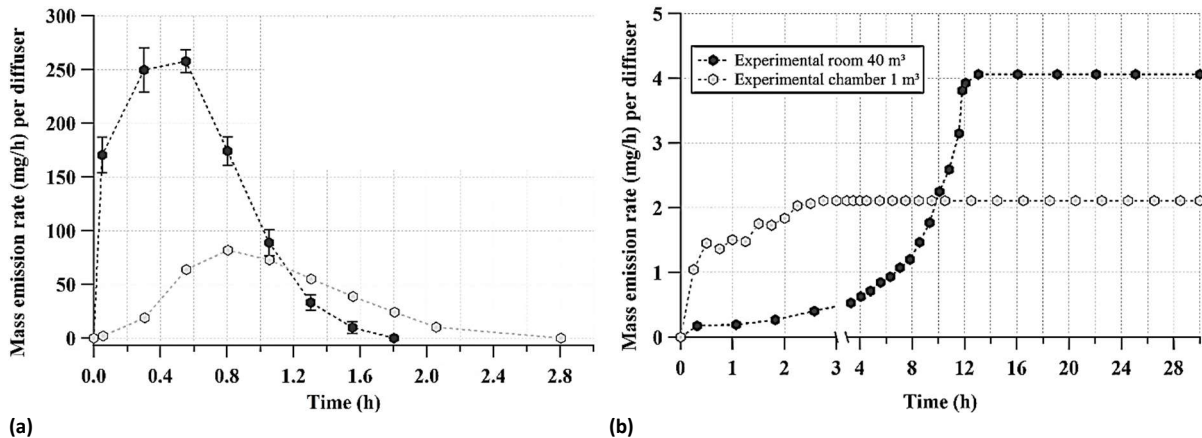 Mass emission rate (mg/h) per diffuser
300
250
200
150
100
50
0
0.0 0.4 0.8 1.2 1.6 2.0 2.4 2.8
Time (h)
(a)
Mass emission rate (mg/h) per diffuser
5
4
3
2
1
0
Experimental room 40 m³
Experimental chamber 1 m³
0 1 2 3 4 8 12 16 20 24 28
Time (h)
(b)